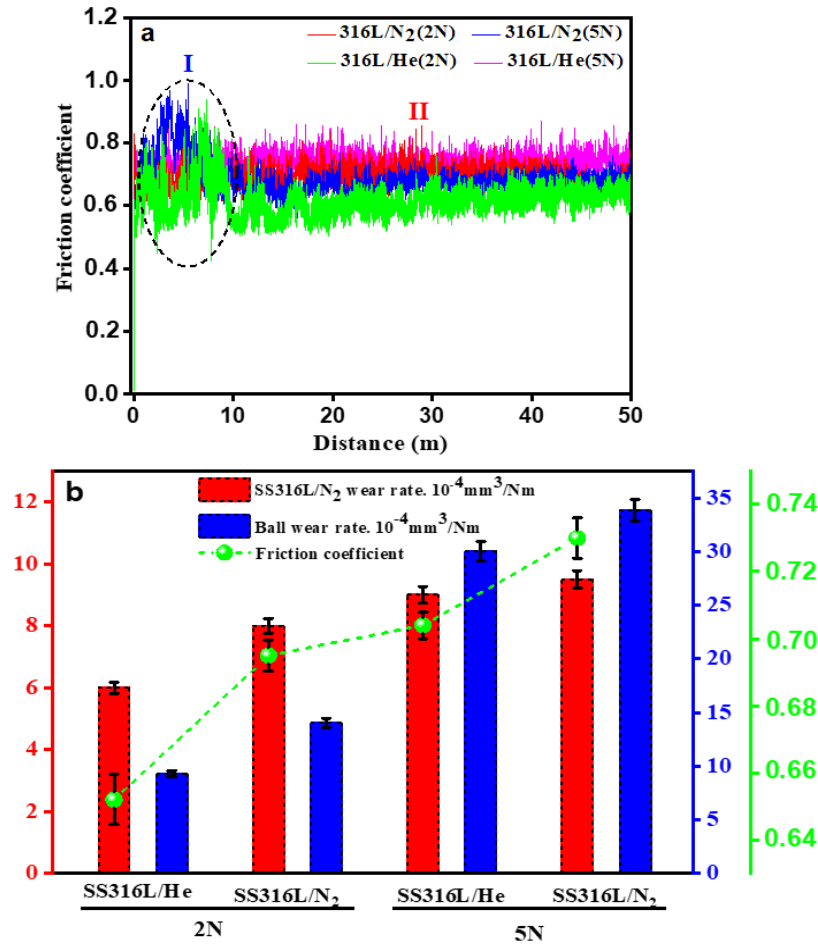 a
316L/N2(2N) 316L/N2(5N)
316L/He(2N) 316L/He(5N)
I
II
1.2
1.0
0.8
0.6
0.4
0.2
0.0
Friction coefficient
0 10 20 30 40 50
Distance (m)
b
SS316L/N2 wear rate. 10-4mm3/Nm
Ball wear rate. 10-4mm3/Nm
Friction coefficient
12
10
8
6
4
2
0
35
30
25
20
15
10
5
0
0.74
0.72
0.70
0.68
0.66
0.64
SS316L/He SS316L/N2 SS316L/He SS316L/N2
2N 5N